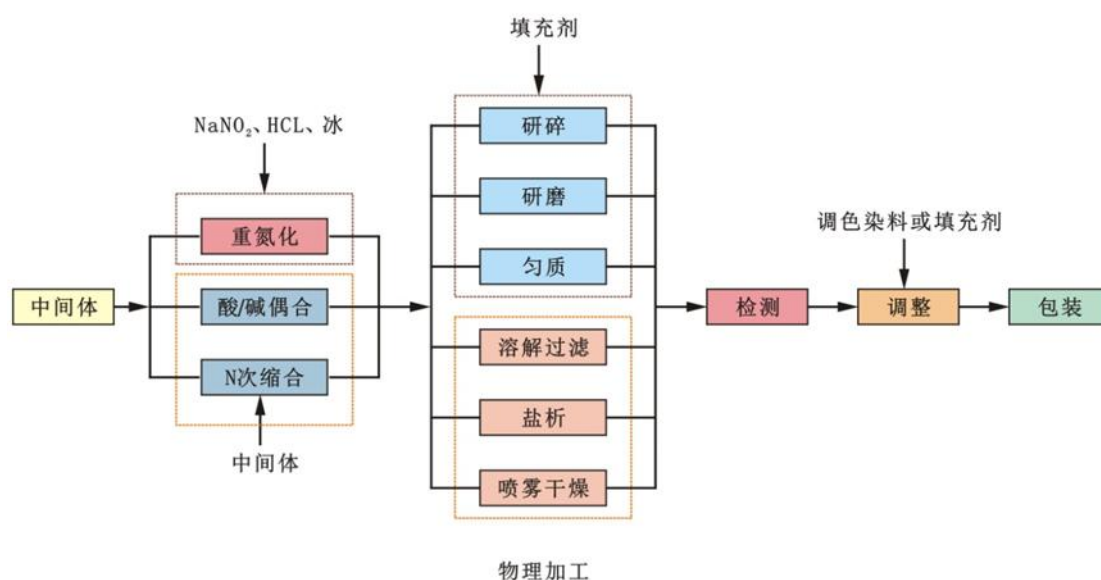 填充剂
NaNO₂、HCL、冰
研碎
研磨
重氮化
调色染料或填充剂
匀质
中间体
酸/碱偶合
检测
调整
包装
溶解过滤
N次缩合
盐析
中间体
喷雾干燥
物理加工